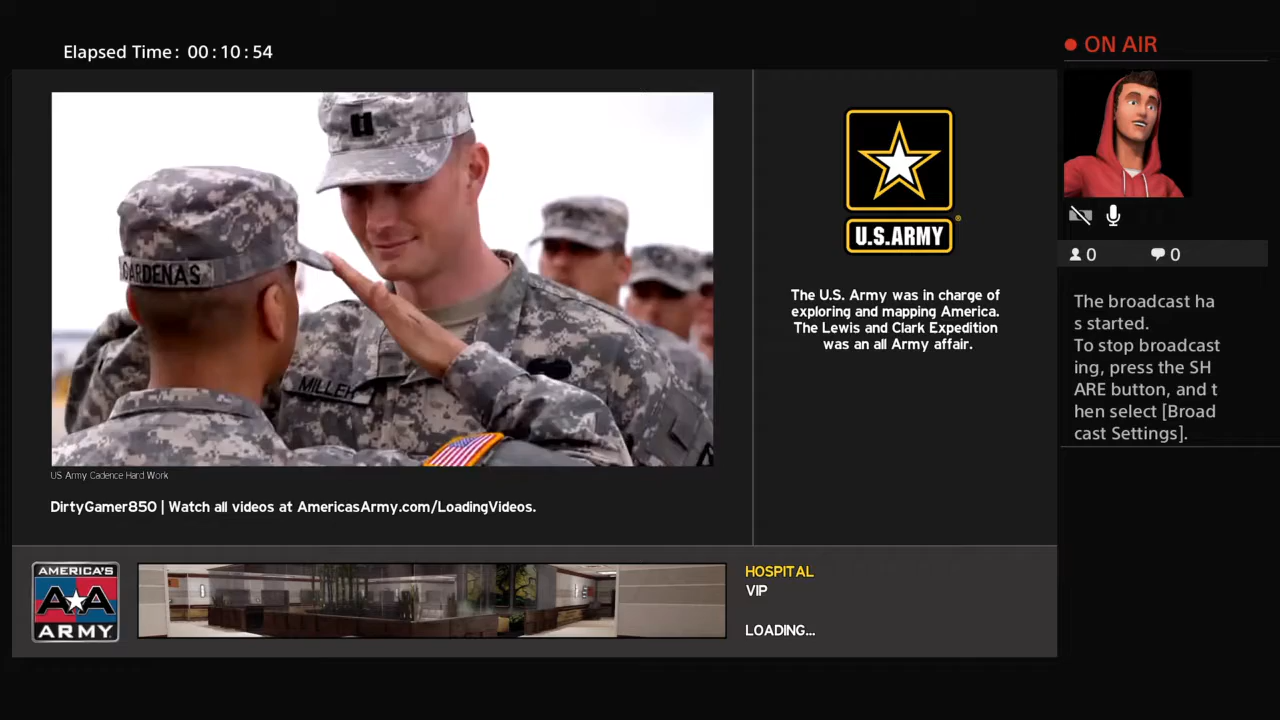 Elapsed Time: 00:10:54
ON AIR
U.S.ARMY
CARDENAS
MILLER
US Army Cadence Hard Work
DirtyGamer850 | Watch all videos at AmericasArmy.com/LoadingVideos.
The U.S. Army was in charge of
exploring and mapping America.
The Lewis and Clark Expedition
was an all Army affair.
0
0
The broadcast ha
s started.
To stop broadcast
ing, press the SH
ARE button, and t
hen select [Broad
cast Settings].
AMERICA'S
AA
ARMY
HOSPITAL
VIP
LOADING...